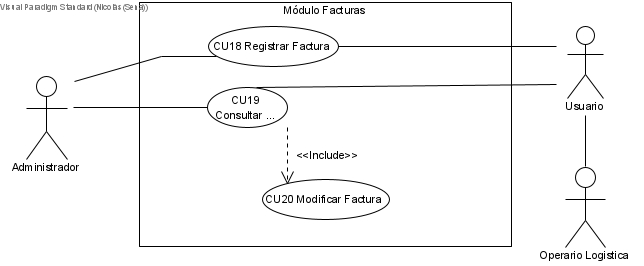 Visual Paradigm Standard (Nicolas (Sena))
Módulo Facturas
CU18 Registrar Factura
CU19
Consultar ...
Usuario
Administrador
<<Include>>
CU20 Modificar Factura
Operario Logistica